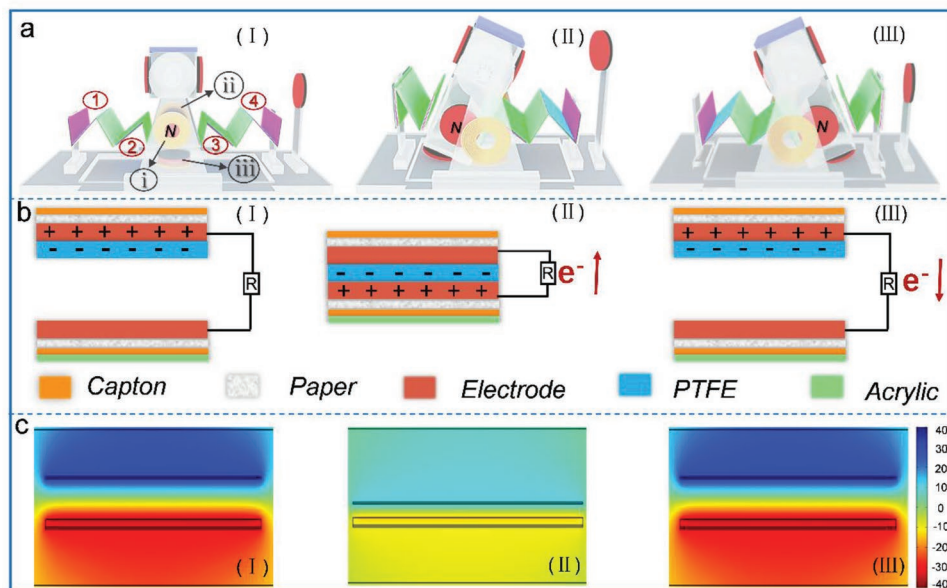 a
(Ⅰ)
(Ⅱ)
(Ⅲ)
① ② ③ ④
N
i
ii
iii
N
N
b
(Ⅰ)
(Ⅱ)
(Ⅲ)
+ + + + + +
- - - - - -
R
- - - - - -
+ + + + + +
R
e-
+ + + + + +
- - - - - -
R
e-
Capton Paper Electrode PTFE Acrylic
c
(Ⅰ)
(Ⅱ)
(Ⅲ)
40
30
20
10
0
-10
-20
-30
-40